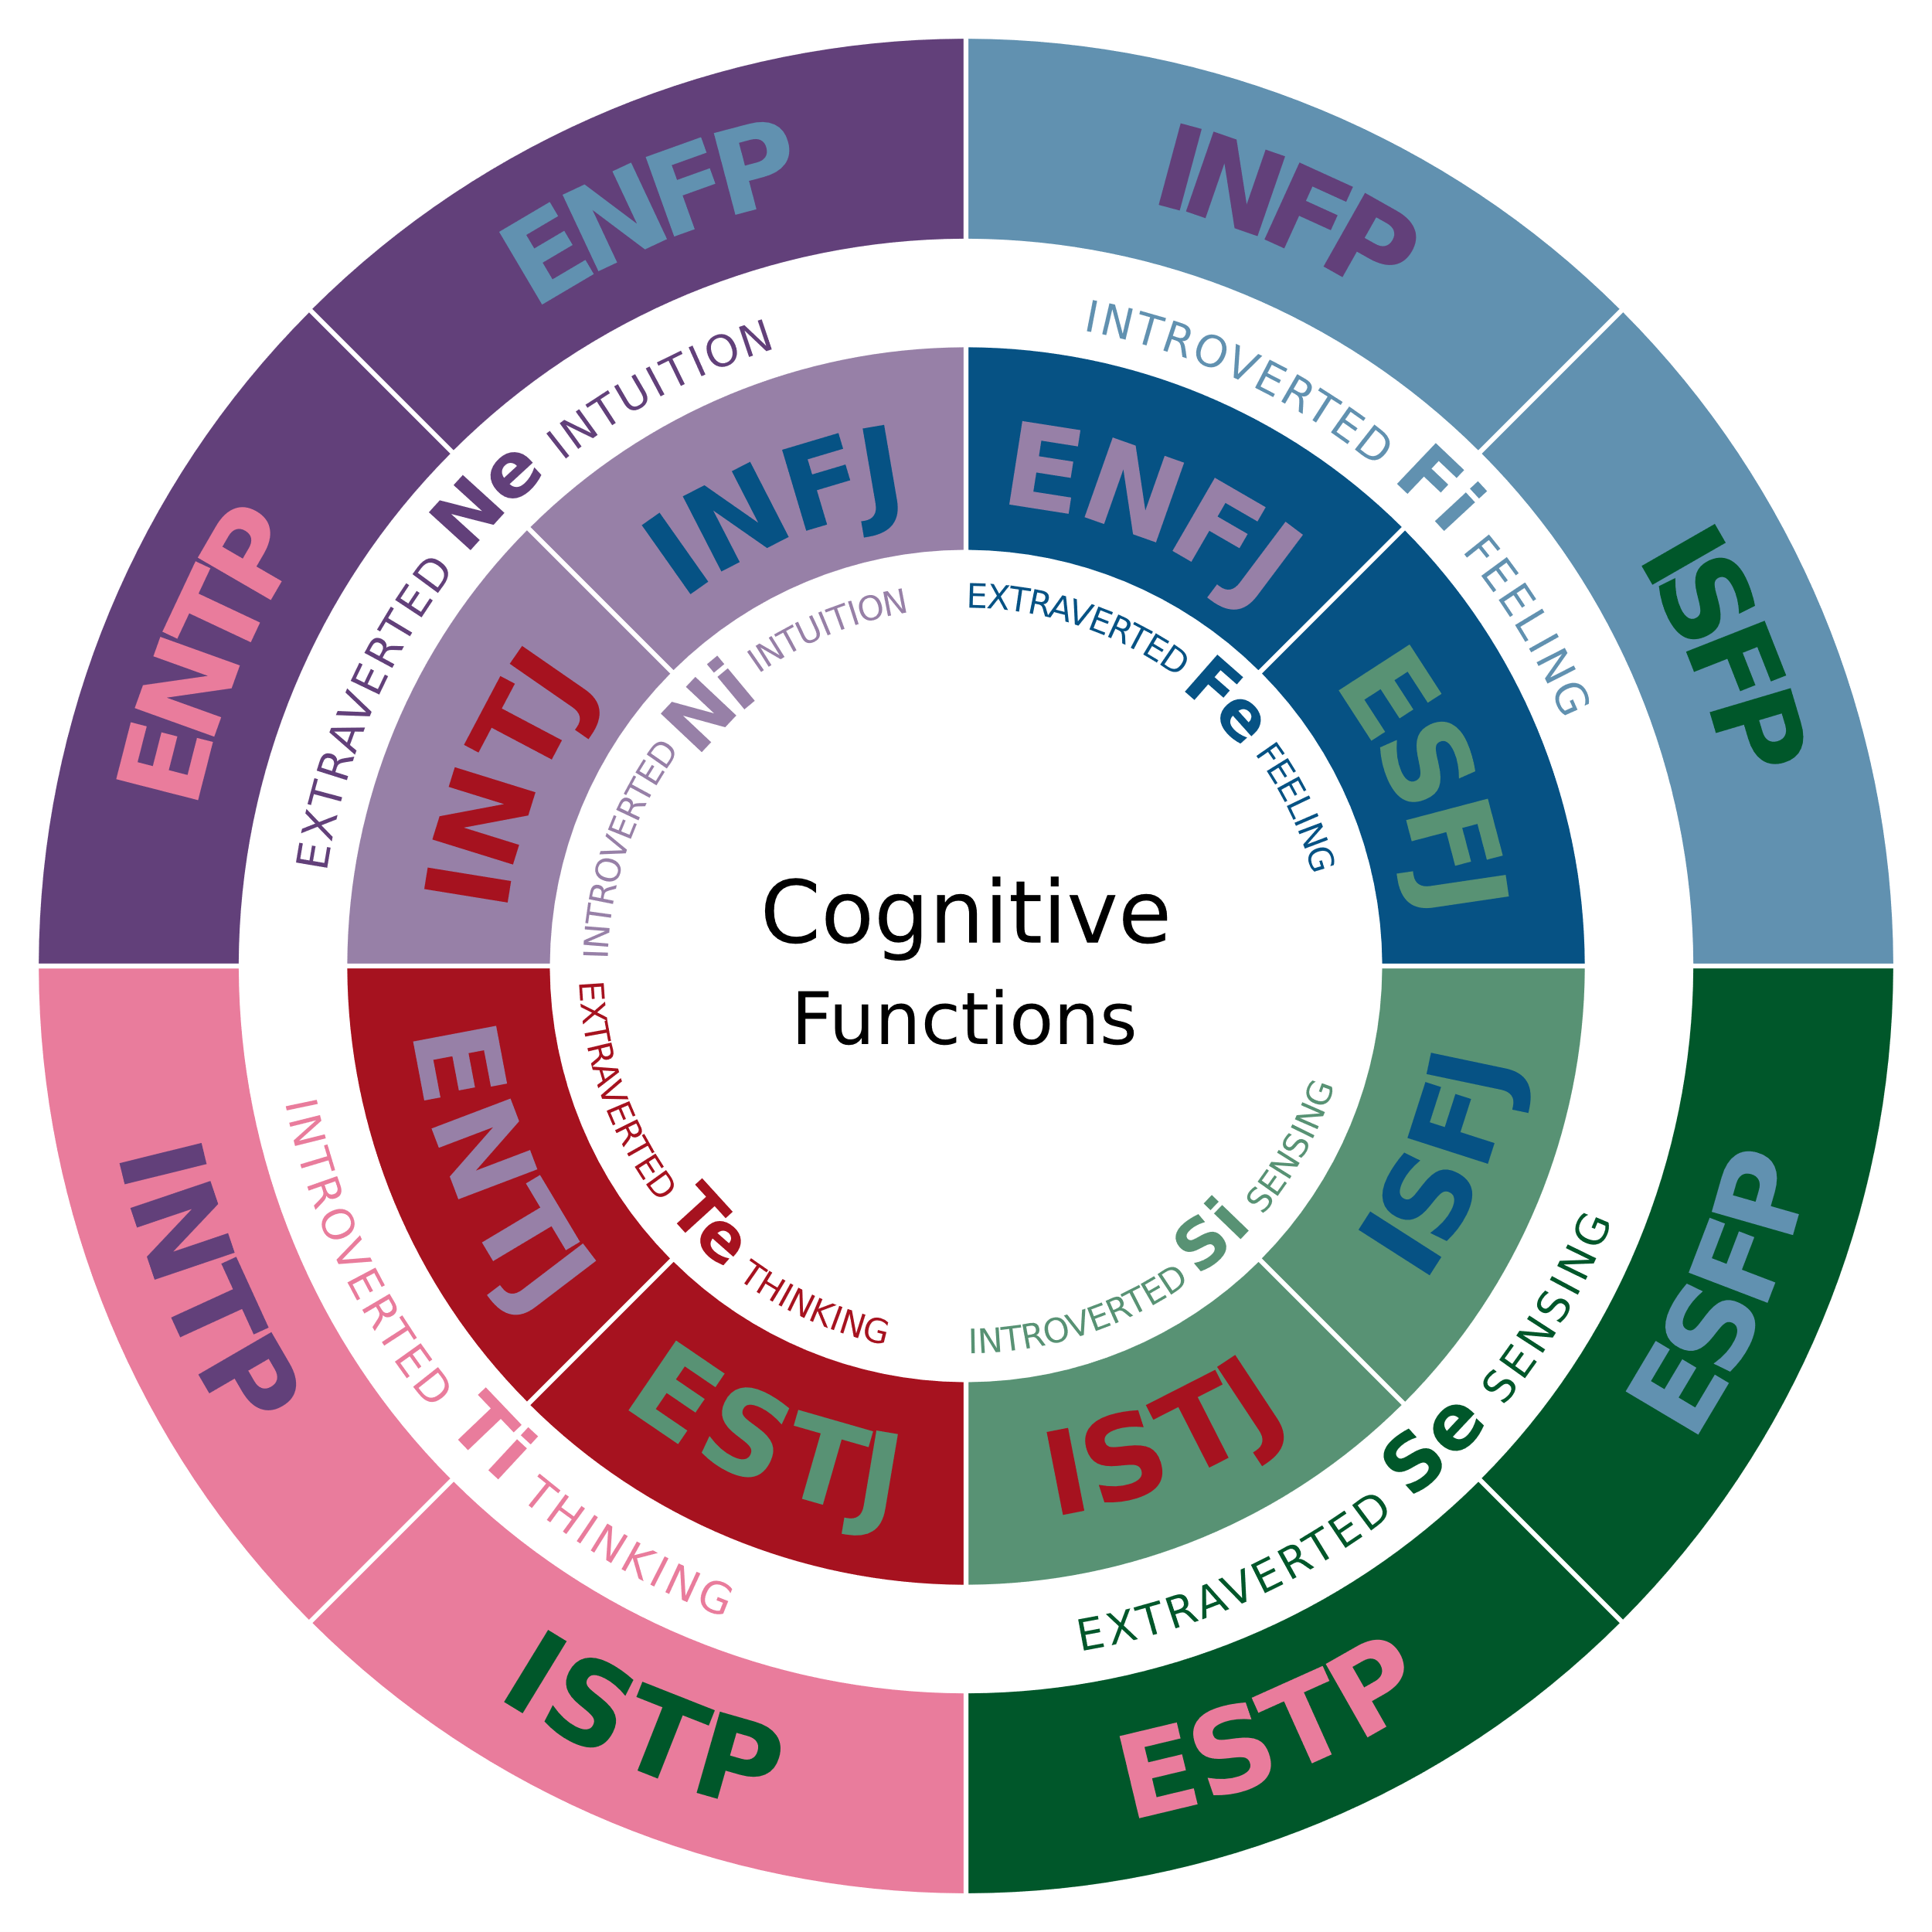 ENFP
INFP
ISFP
ESFP
ESTP
ISTP
INTP
ENTP
EXTRAVERTED Ne INTUITION
INTROVERTED Fi FEELING
EXTRAVERTED Se SENSING
INTROVERTED Ti THINKING
INFJ
ENFJ
ESFJ
ISFJ
ISTJ
ESTJ
ENTJ
INTJ
INTROVERTED Ni INTUITION
EXTRAVERTED Fe FEELING
INTROVERTED Si SENSING
EXTRAVERTED Te THINKING
Cognitive
Functions